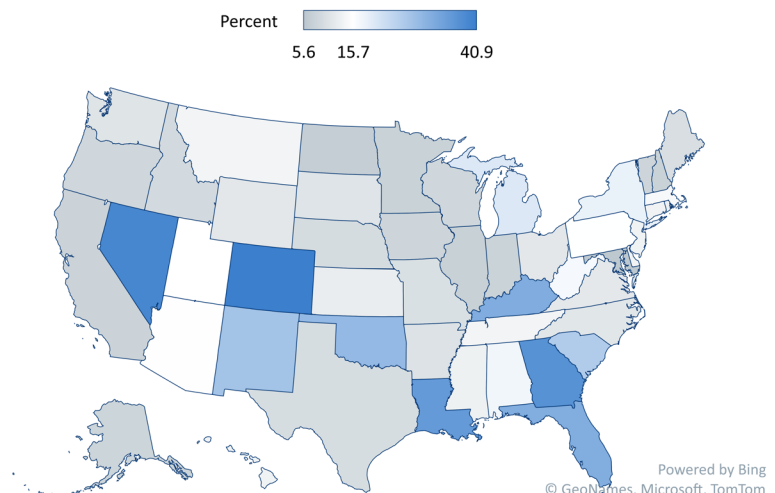 Percent
5.6 15.7 40.9
Powered by Bing
© GeoNames, Microsoft, TomTom